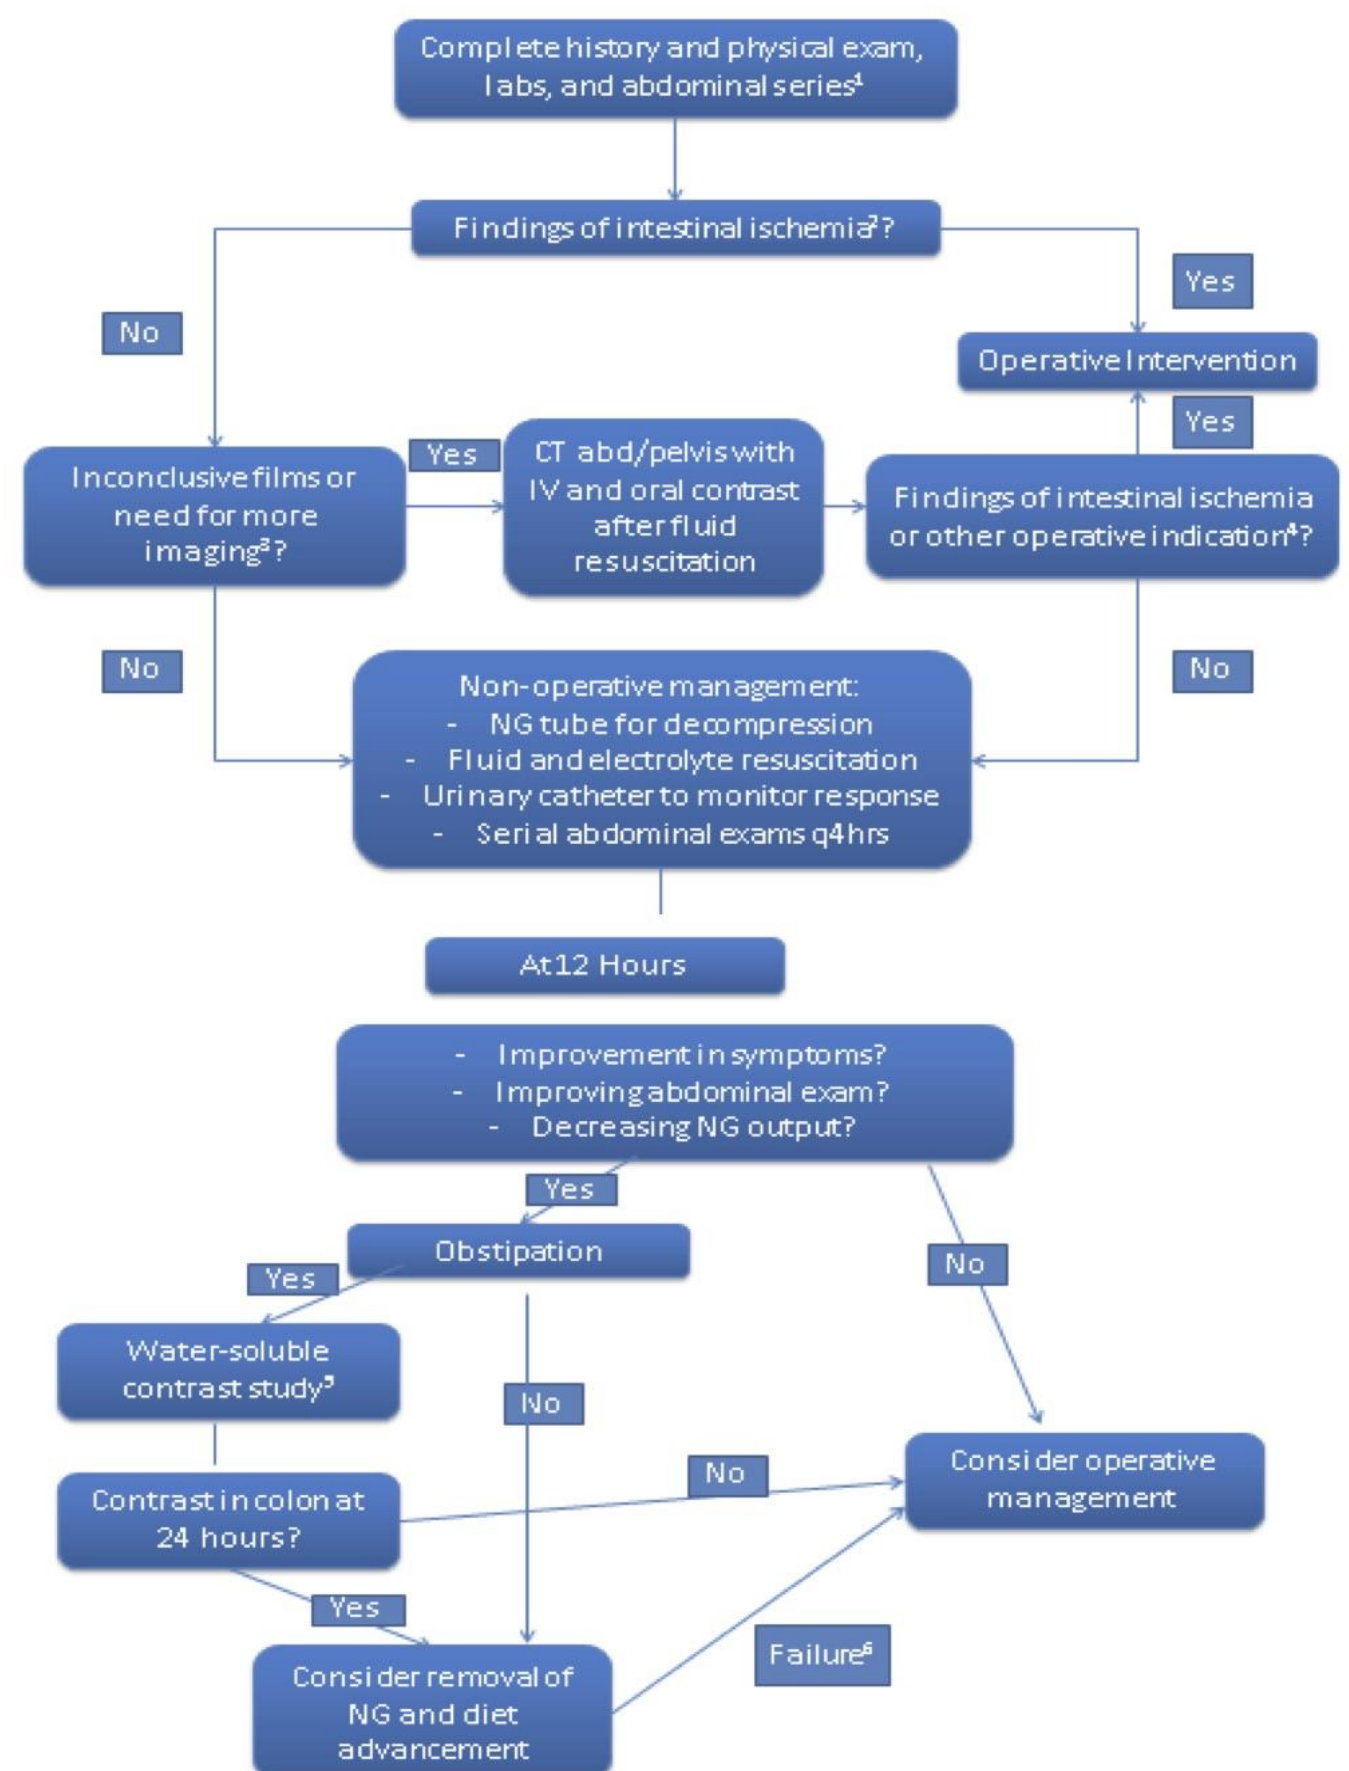 Complete history and physical exam,
labs, and abdominal series¹
Findings of intestinal ischemia²?
Yes
No
Operative Intervention
Yes
Yes
Inconclusive films or
need for more
imaging³?
CT abd/pelvis with
IV and oral contrast
after fluid
resuscitation
Findings of intestinal ischemia
or other operative indication⁴?
No
No
Non-operative management:
- NG tube for decompression
- Fluid and electrolyte resuscitation
- Urinary catheter to monitor response
- Serial abdominal exams q4hrs
At 12 Hours
- Improvement in symptoms?
- Improving abdominal exam?
- Decreasing NG output?
Yes
Obstipation
No
Yes
Water-soluble
contrast study⁵
No
No
Consider operative
management
Contrast in colon at
24 hours?
Yes
Failure⁶
Consider removal of
NG and diet
advancement